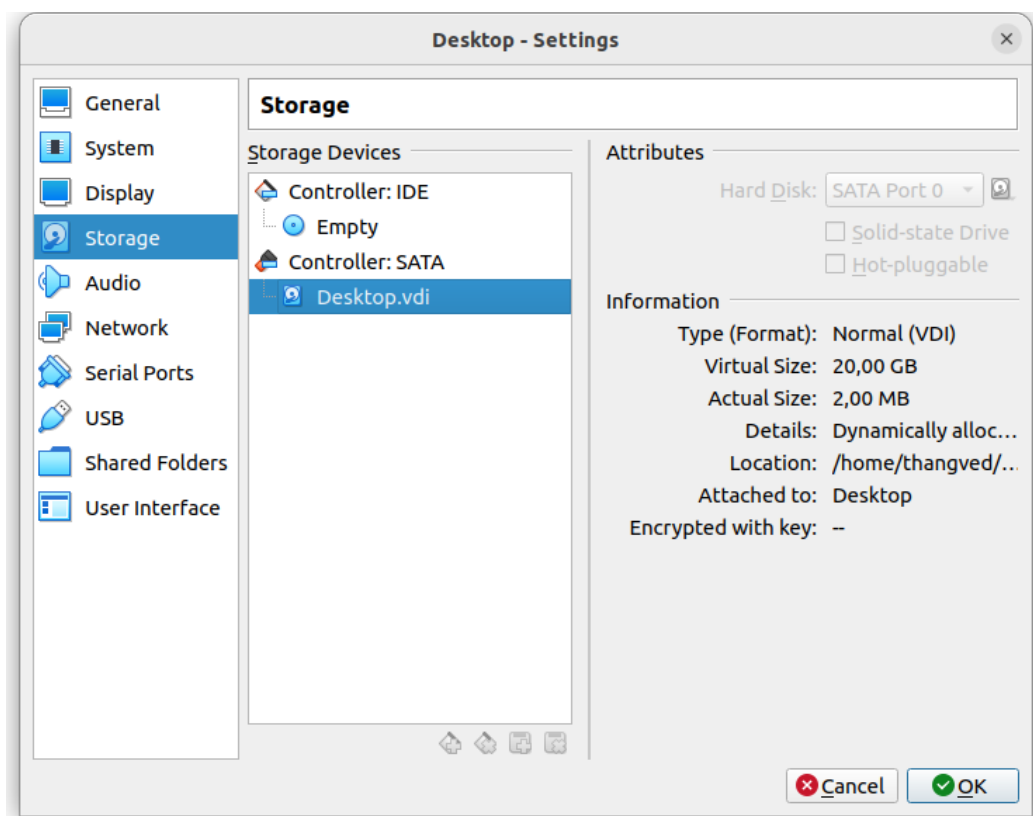 Desktop - Settings
General
System
Display
Storage
Audio
Network
Serial Ports
USB
Shared Folders
User Interface
Storage
Storage Devices
Controller: IDE
Empty
Controller: SATA
Desktop.vdi
Attributes
Hard Disk: SATA Port 0
Solid-state Drive
Hot-pluggable
Information
Type (Format): Normal (VDI)
Virtual Size: 20,00 GB
Actual Size: 2,00 MB
Details: Dynamically alloc...
Location: /home/thangved/...
Attached to: Desktop
Encrypted with key: --
Cancel
OK